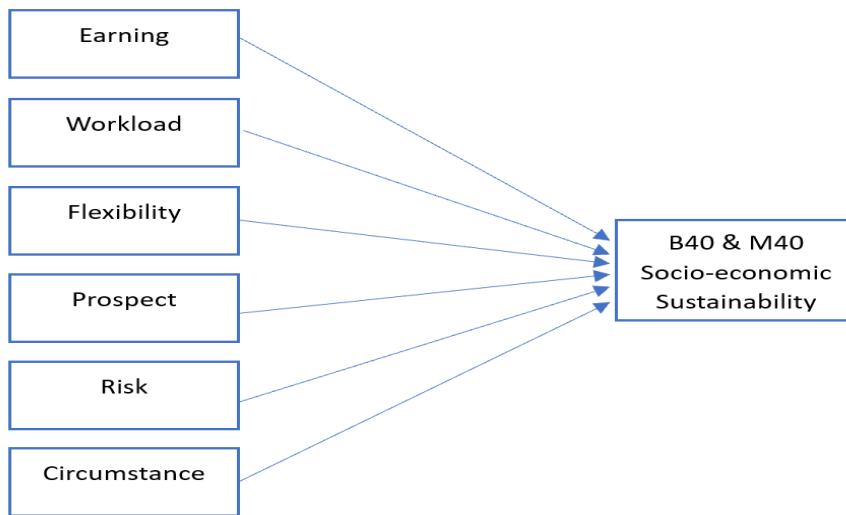 Earning
Workload
Flexibility
Prospect
Risk
Circumstance
B40 & M40
Socio-economic
Sustainability